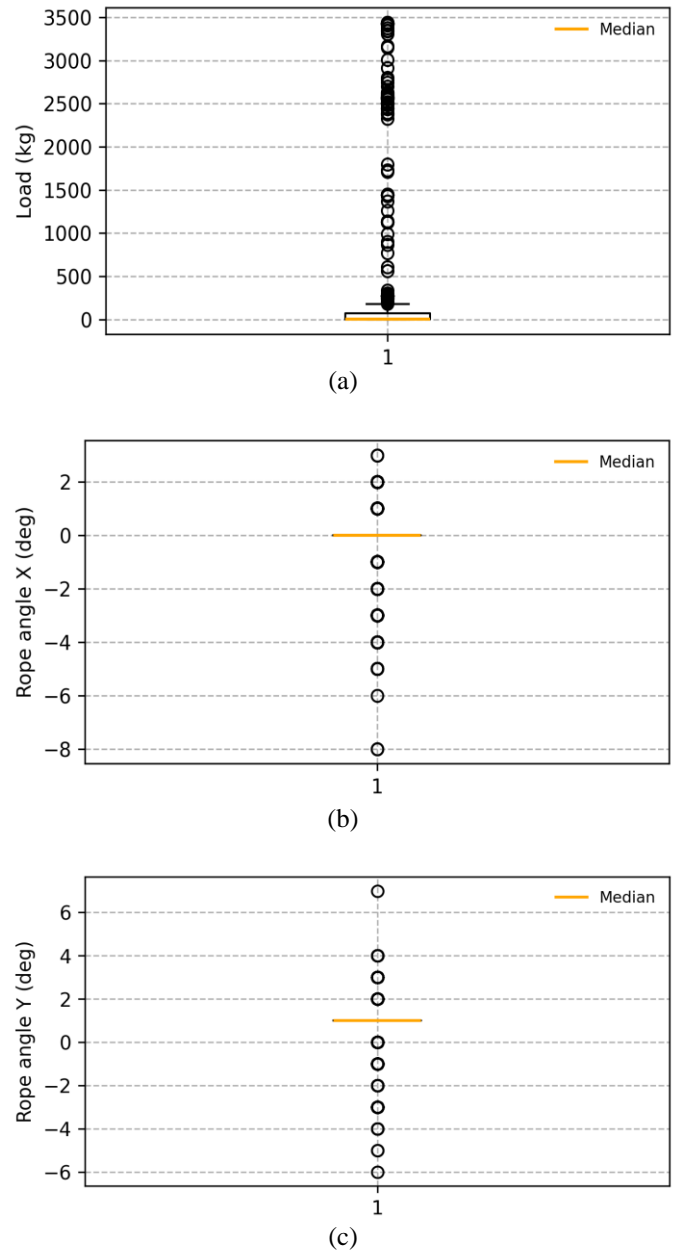 3500
Median
3000
2500
2000
Load (kg)
1500
1000
500
0
1
(a)
Median
2
0
Rope angle X (deg)
−2
−4
−6
−8
1
(b)
Median
6
4
2
Rope angle Y (deg)
0
−2
−4
−6
1
(c)